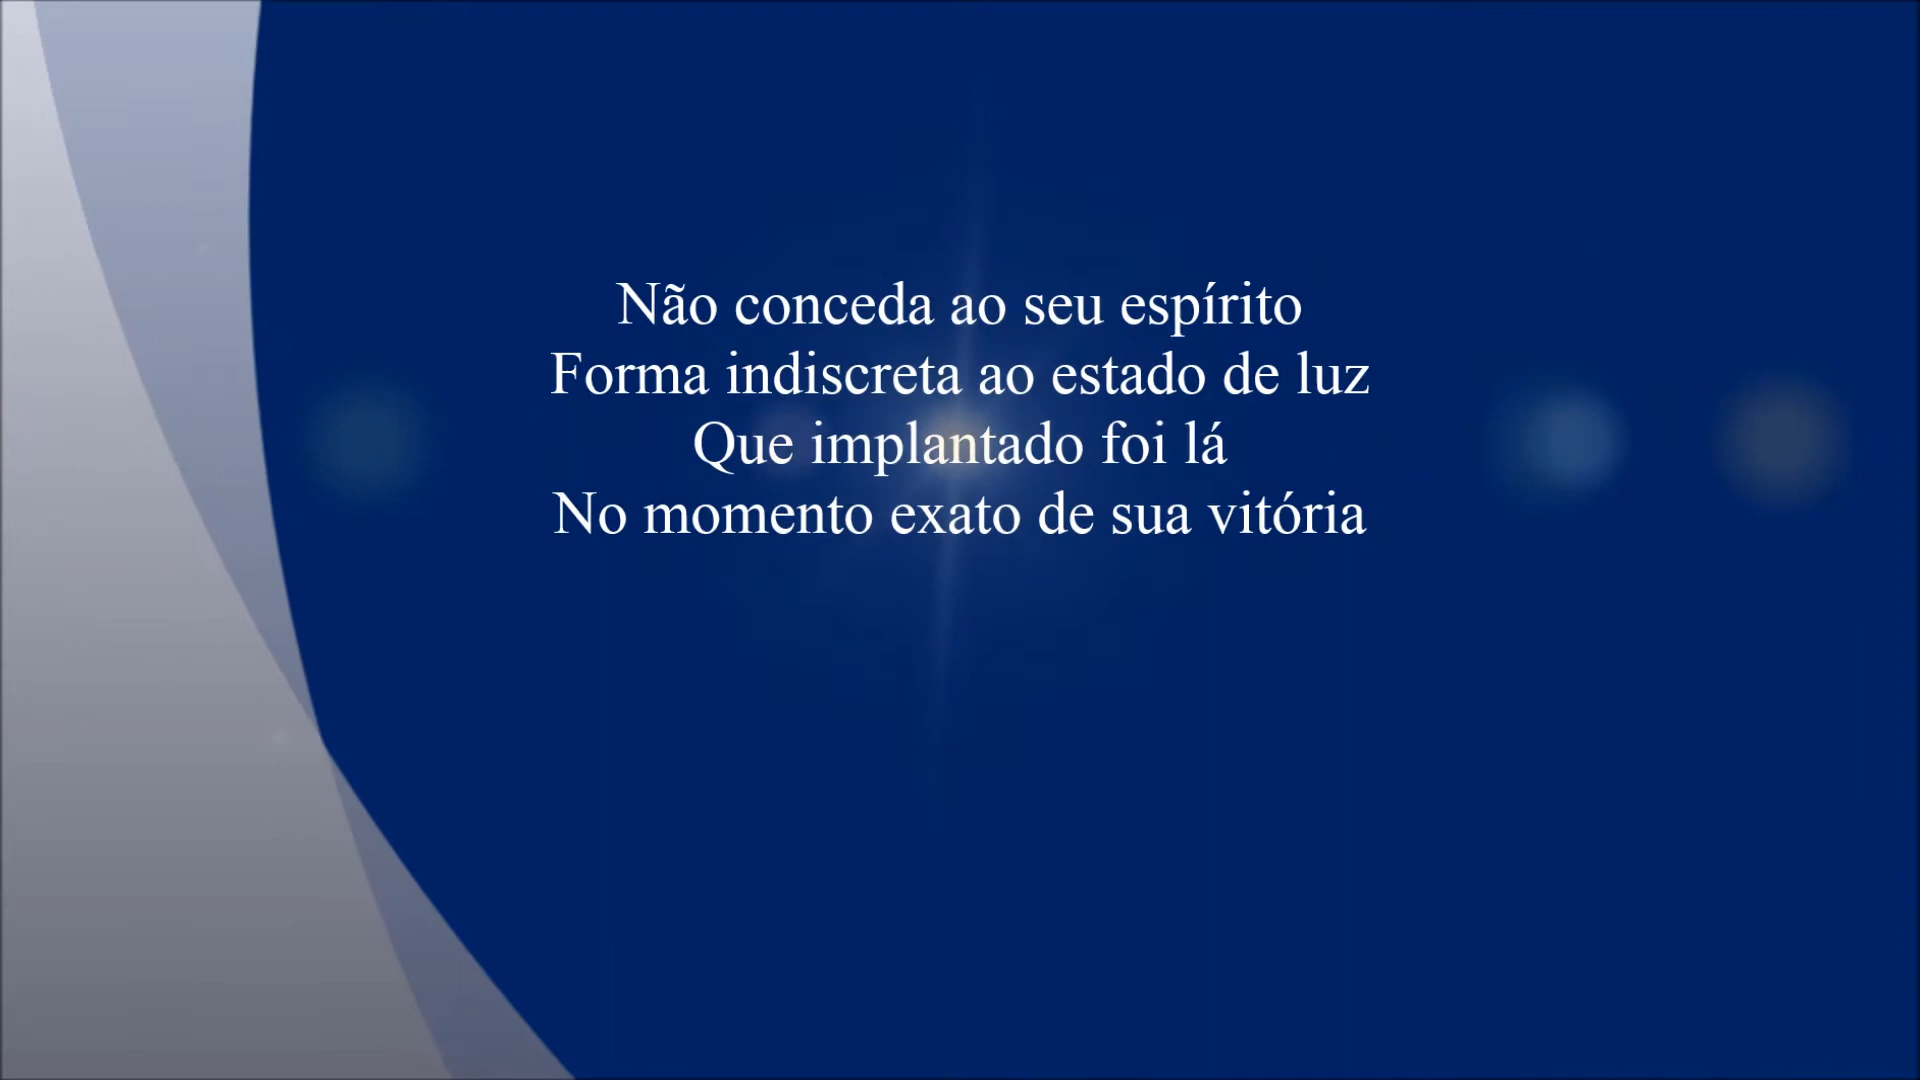 Não conceda ao seu espírito
Forma indiscreta ao estado de luz
Que implantado foi lá
No momento exato de sua vitória